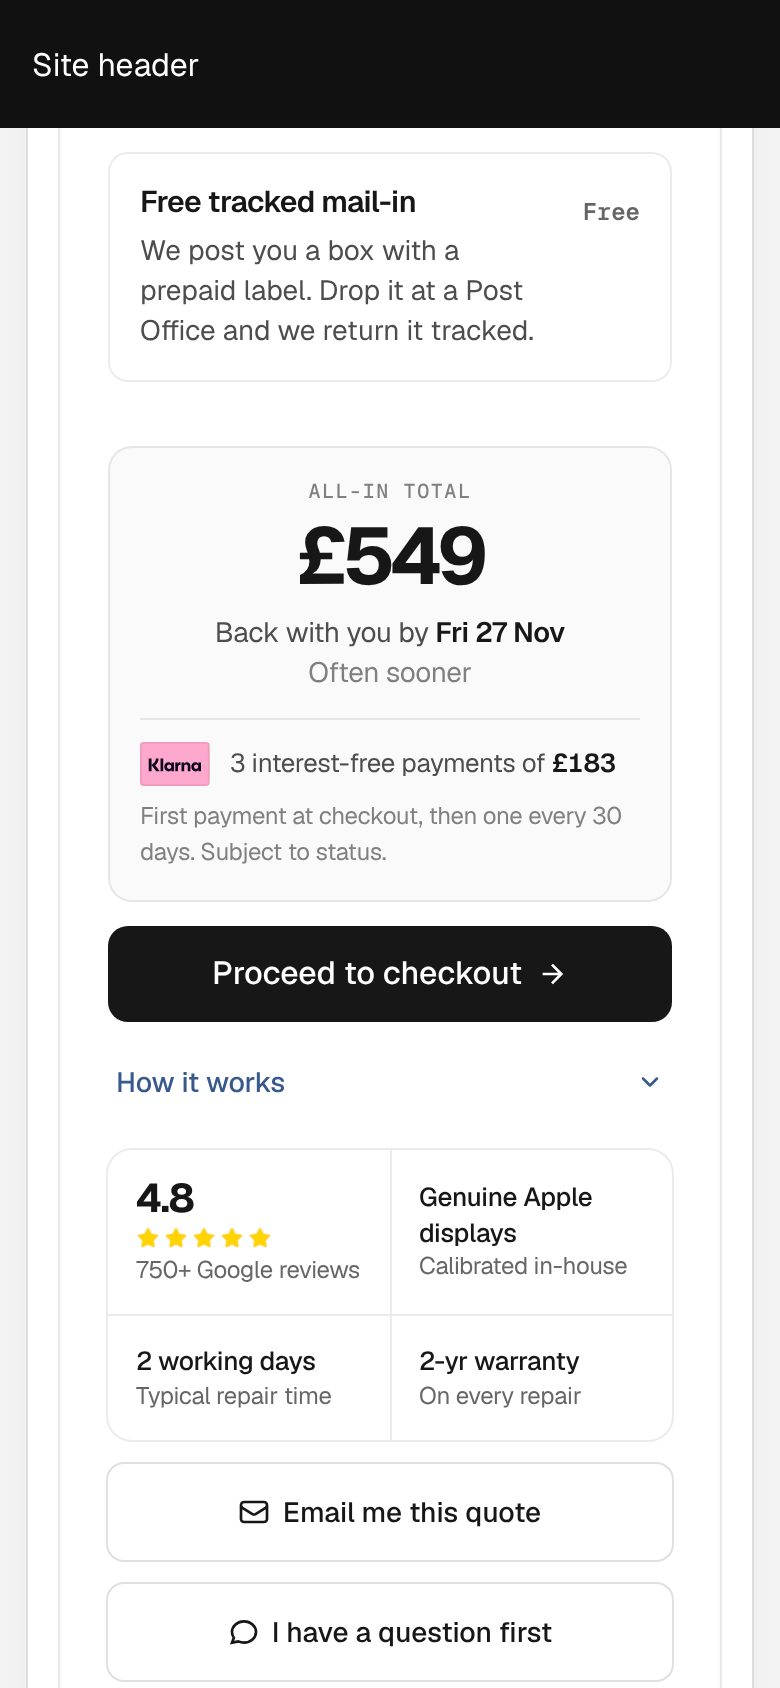 Site header
Free tracked mail-in
Free
We post you a box with a
prepaid label. Drop it at a Post
Office and we return it tracked.
ALL-IN TOTAL
£549
Back with you by Fri 27 Nov
Often sooner
Klarna 3 interest-free payments of £183
First payment at checkout, then one every 30
days. Subject to status.
Proceed to checkout →
How it works
4.8
750+ Google reviews
Genuine Apple
displays
Calibrated in-house
2 working days
Typical repair time
2-yr warranty
On every repair
Email me this quote
I have a question first